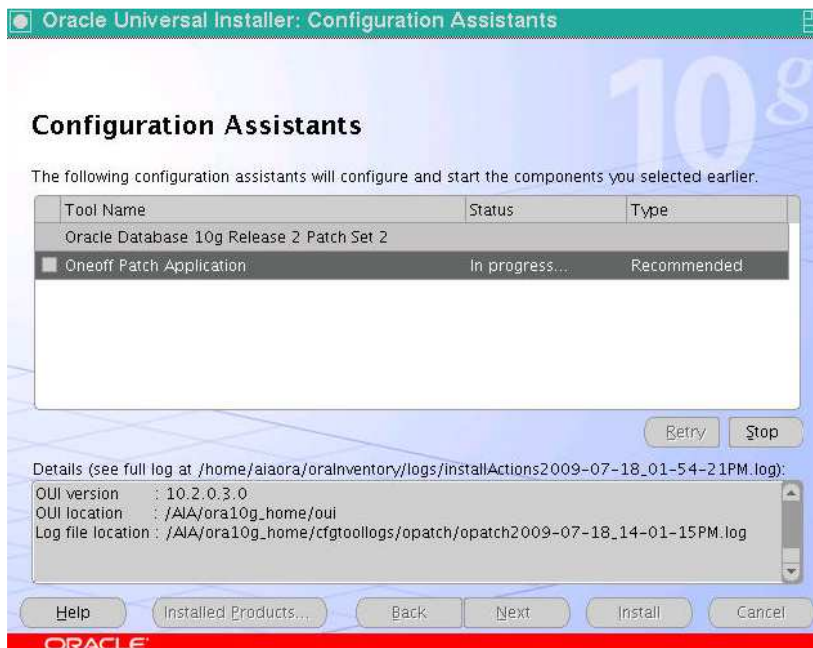 Oracle Universal Installer: Configuration Assistants
10g
Configuration Assistants
The following configuration assistants will configure and start the components you selected earlier.
Tool Name Status Type
Oracle Database 10g Release 2 Patch Set 2
Oneoff Patch Application In progress... Recommended
Retry Stop
Details (see full log at /home/aiaora/oraInventory/logs/installActions2009-07-18_01-54-21PM.log):
OUI version : 10.2.0.3.0
OUI location : /AIA/ora10g_home/oui
Log file location : /AIA/ora10g_home/cfgtoollogs/opatch/opatch2009-07-18_14-01-15PM.log
Help Installed Products... Back Next Install Cancel
ORACLE